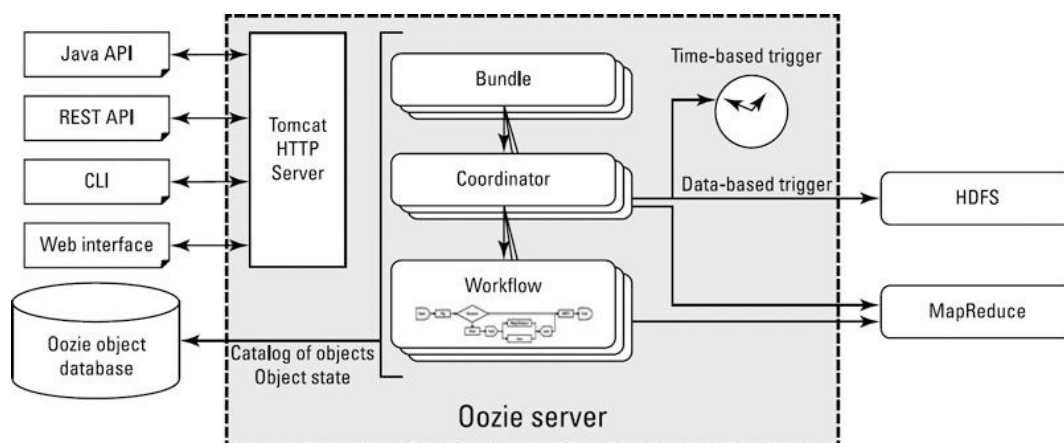 Java API
REST API
CLI
Web interface
Oozie object
database
Tomcat
HTTP
Server
Bundle
Coordinator
Workflow
Catalog of objects
Object state
Time-based trigger
Data-based trigger
HDFS
MapReduce
Oozie server